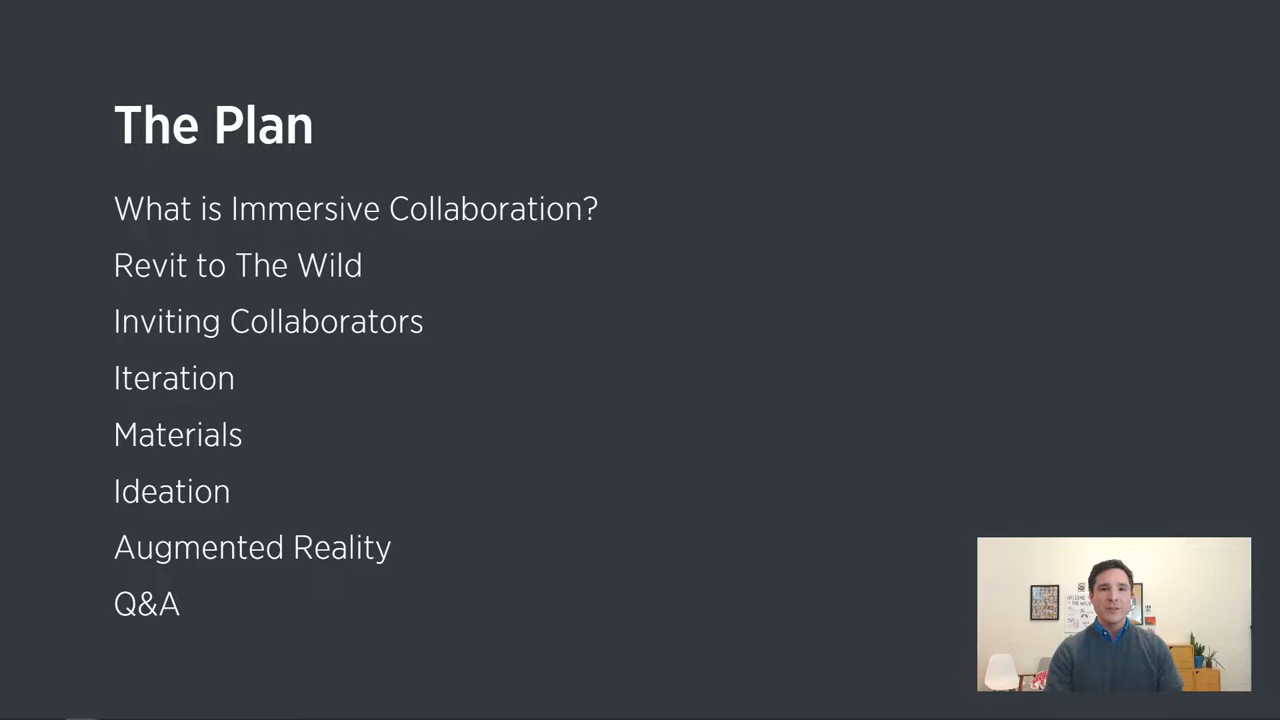 The Plan
What is Immersive Collaboration?
Revit to The Wild
Inviting Collaborators
Iteration
Materials
Ideation
Augmented Reality
Q&A